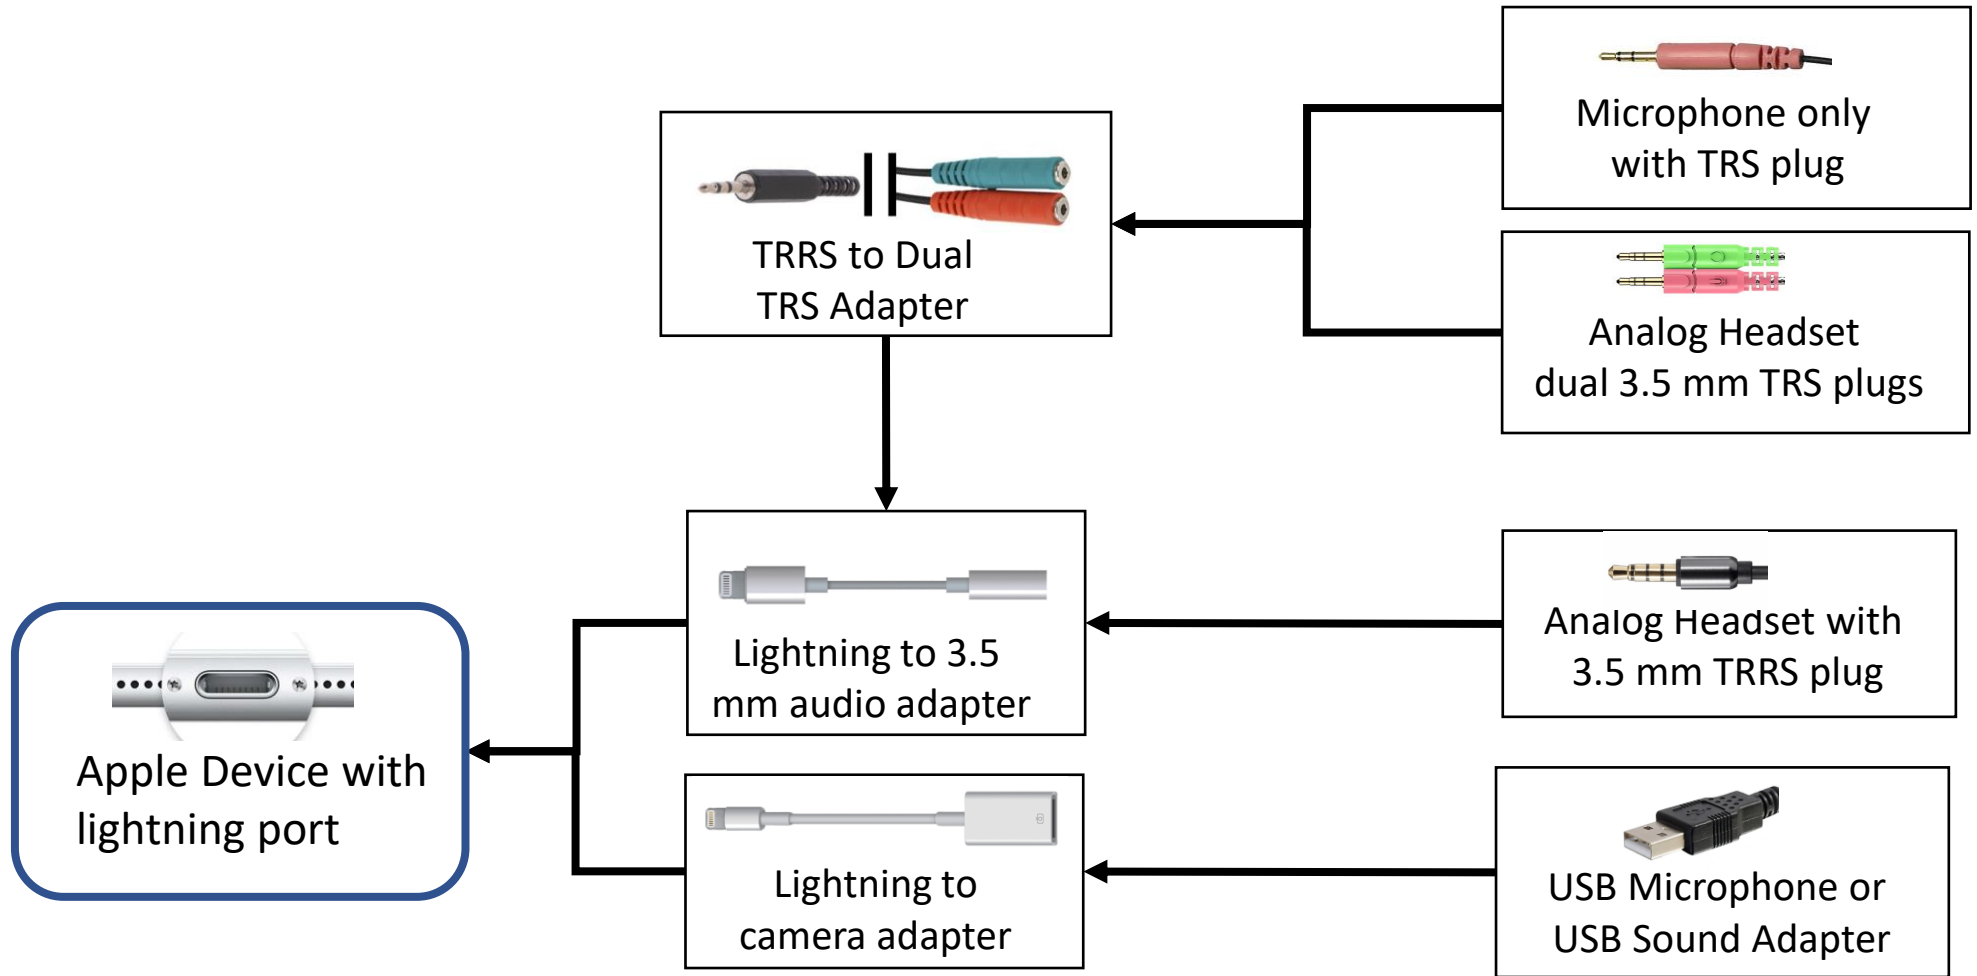 Microphone only
with TRS plug
TRRS to Dual
TRS Adapter
Analog Headset
dual 3.5 mm TRS plugs
Lightning to 3.5
mm audio adapter
Analog Headset with
3.5 mm TRRS plug
Apple Device with
lightning port
Lightning to
camera adapter
USB Microphone or
USB Sound Adapter